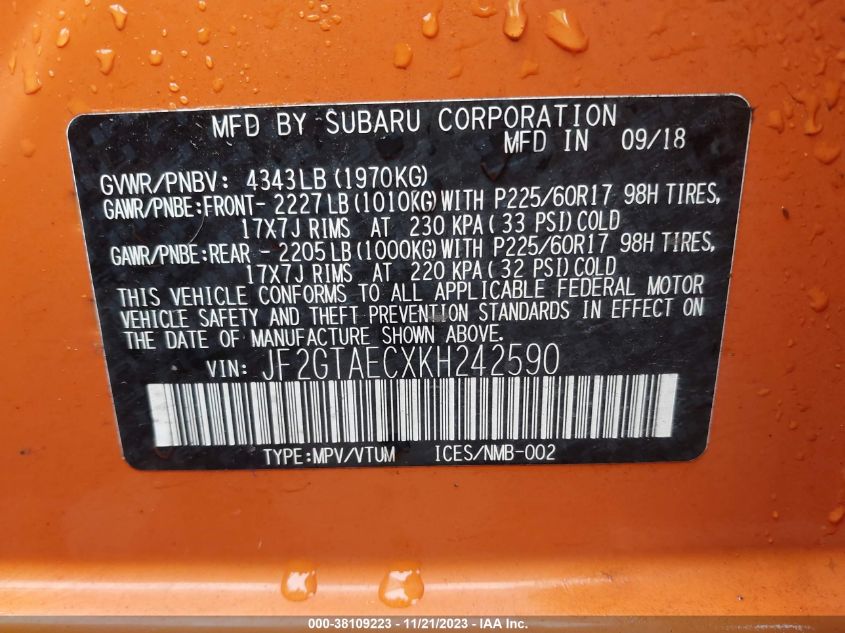 MFD BY SUBARU CORPORATION
MFD IN 09/18
GVWR/PNBV: 4343LB (1970KG)
GAWR/PNBE:FRONT- 2227LB (1010KG) WITH P225/60R17 98H TIRES,
17X7J RIMS AT 230 KPA (33 PSI) COLD
GAWR/PNBE:REAR - 2205LB (1000KG) WITH P225/60R17 98H TIRES,
17X7J RIMS AT 220 KPA (32 PSI) COLD
THIS VEHICLE CONFORMS TO ALL APPLICABLE FEDERAL MOTOR
VEHICLE SAFETY AND THEFT PREVENTION STANDARDS IN EFFECT ON
THE DATE OF MANUFACTURE SHOWN ABOVE.
VIN: JF2GTAECXKH242590
TYPE:MPV/VTUM ICES/NMB-002
000-38109223 - 11/21/2023 - IAA Inc.